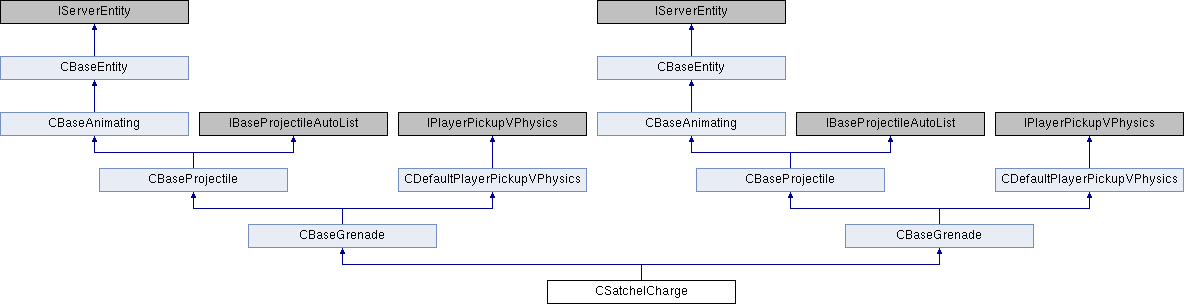 IServerEntity
IServerEntity
CBaseEntity
CBaseEntity
CBaseAnimating
IBaseProjectileAutoList
IPlayerPickupVPhysics
CBaseAnimating
IBaseProjectileAutoList
IPlayerPickupVPhysics
CBaseProjectile
CDefaultPlayerPickupVPhysics
CBaseProjectile
CDefaultPlayerPickupVPhysics
CBaseGrenade
CBaseGrenade
CSatchelCharge